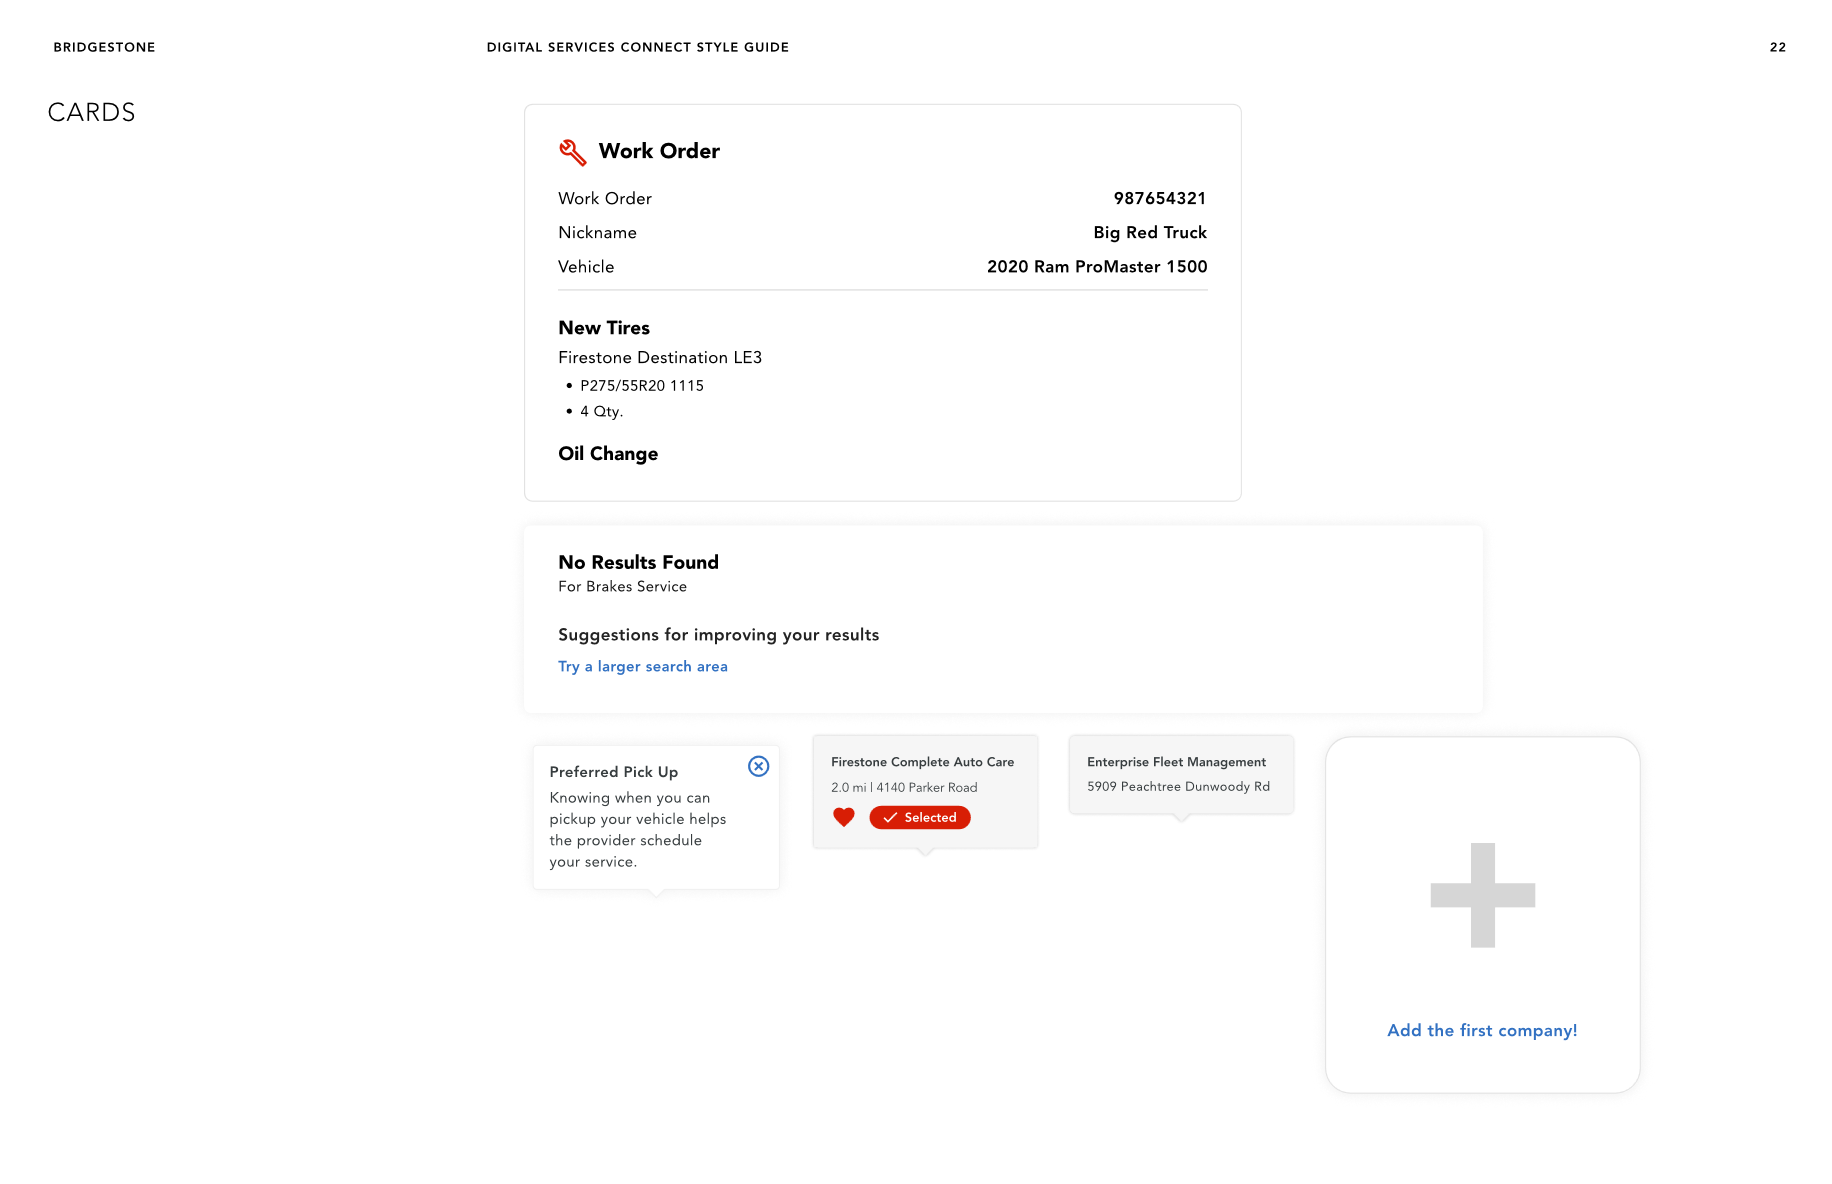 BRIDGESTONE
DIGITAL SERVICES CONNECT STYLE GUIDE
22
CARDS
Work Order
Work Order 987654321
Nickname Big Red Truck
Vehicle 2020 Ram ProMaster 1500
New Tires
Firestone Destination LE3
• P275/55R20 1115
• 4 Qty.
Oil Change
No Results Found
For Brakes Service
Suggestions for improving your results
Try a larger search area
Preferred Pick Up
Knowing when you can
pickup your vehicle helps
the provider schedule
your service.
Firestone Complete Auto Care
2.0 mi | 4140 Parker Road
Selected
Enterprise Fleet Management
5909 Peachtree Dunwoody Rd
Add the first company!